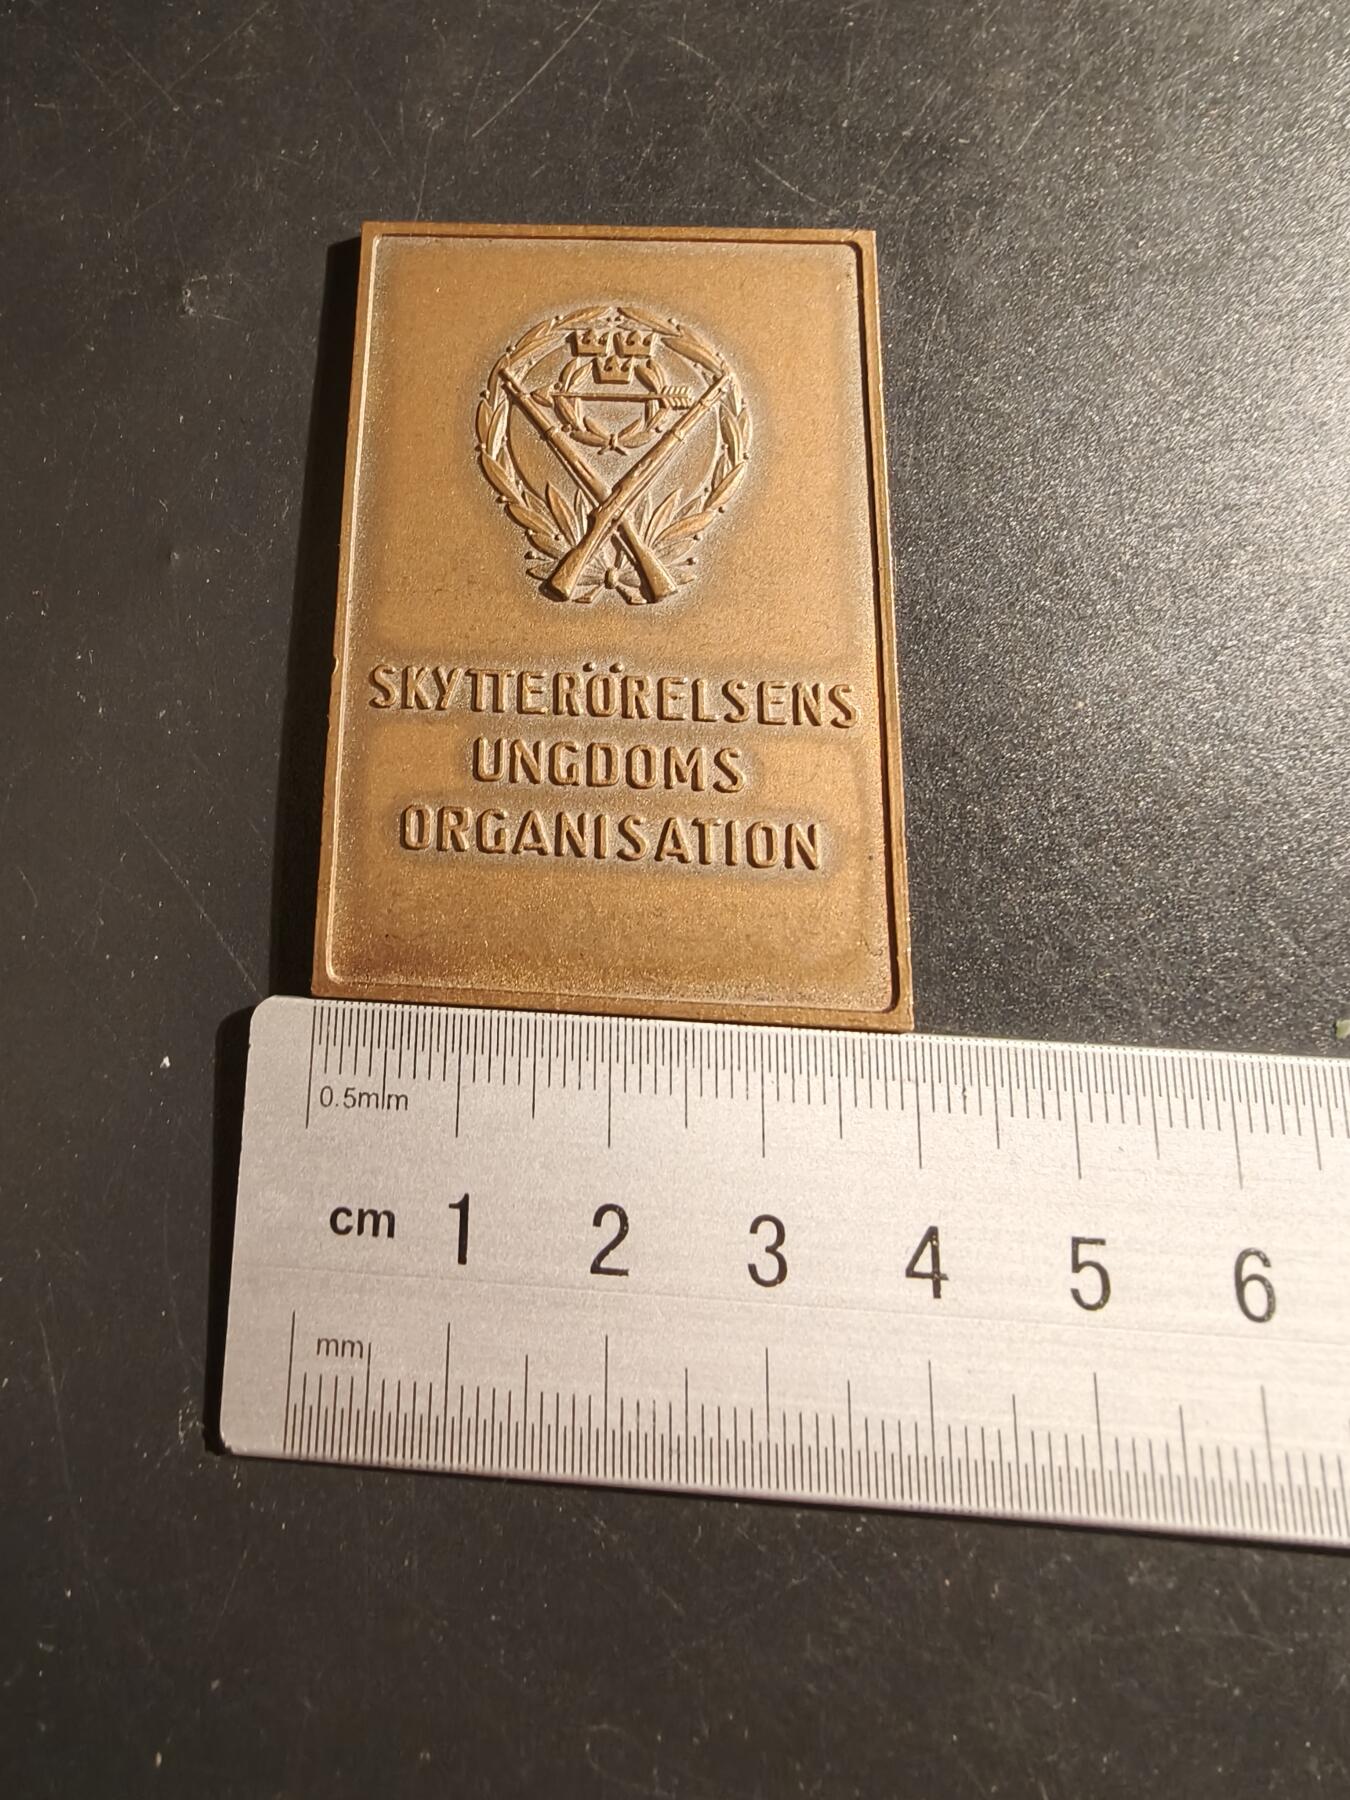 SKYTTERÖRELSENS
UNGDOMS
ORGANISATION
0.5mm
cm 1 2 3 4 5 6
mm